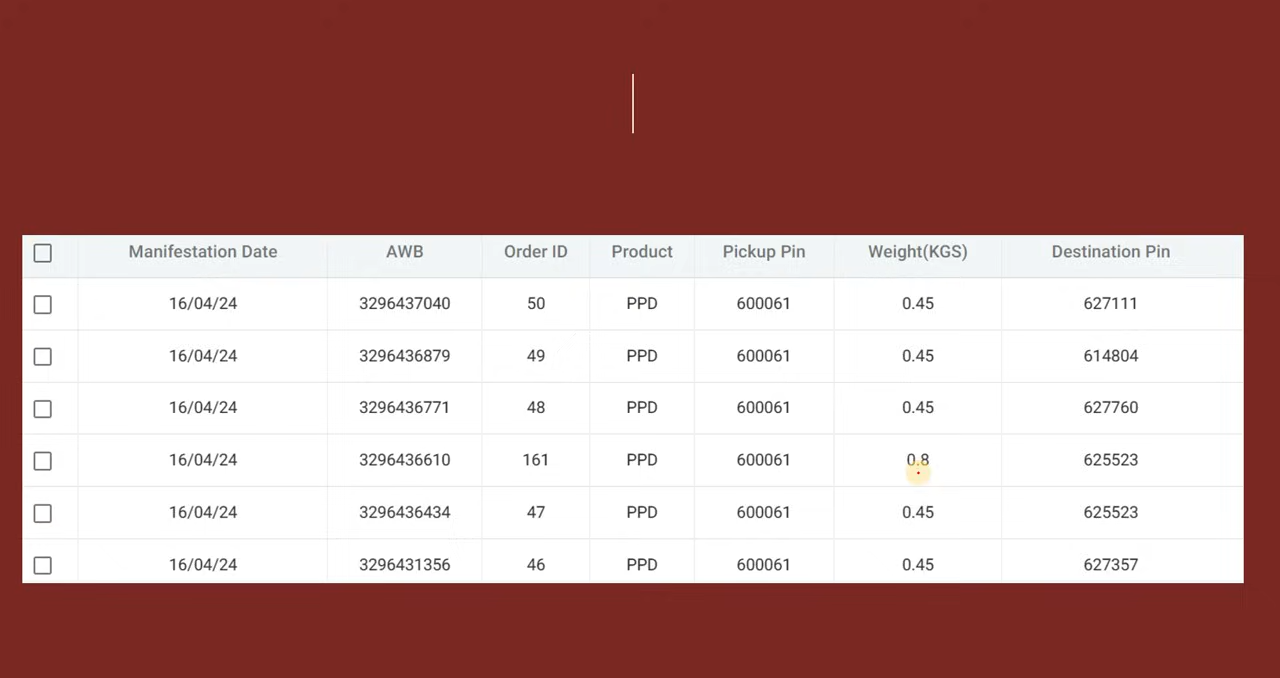 Manifestation Date AWB Order ID Product Pickup Pin Weight(KGS) Destination Pin
16/04/24 3296437040 50 PPD 600061 0.45 627111
16/04/24 3296436879 49 PPD 600061 0.45 614804
16/04/24 3296436771 48 PPD 600061 0.45 627760
16/04/24 3296436610 161 PPD 600061 0.8 625523
16/04/24 3296436434 47 PPD 600061 0.45 625523
16/04/24 3296431356 46 PPD 600061 0.45 627357